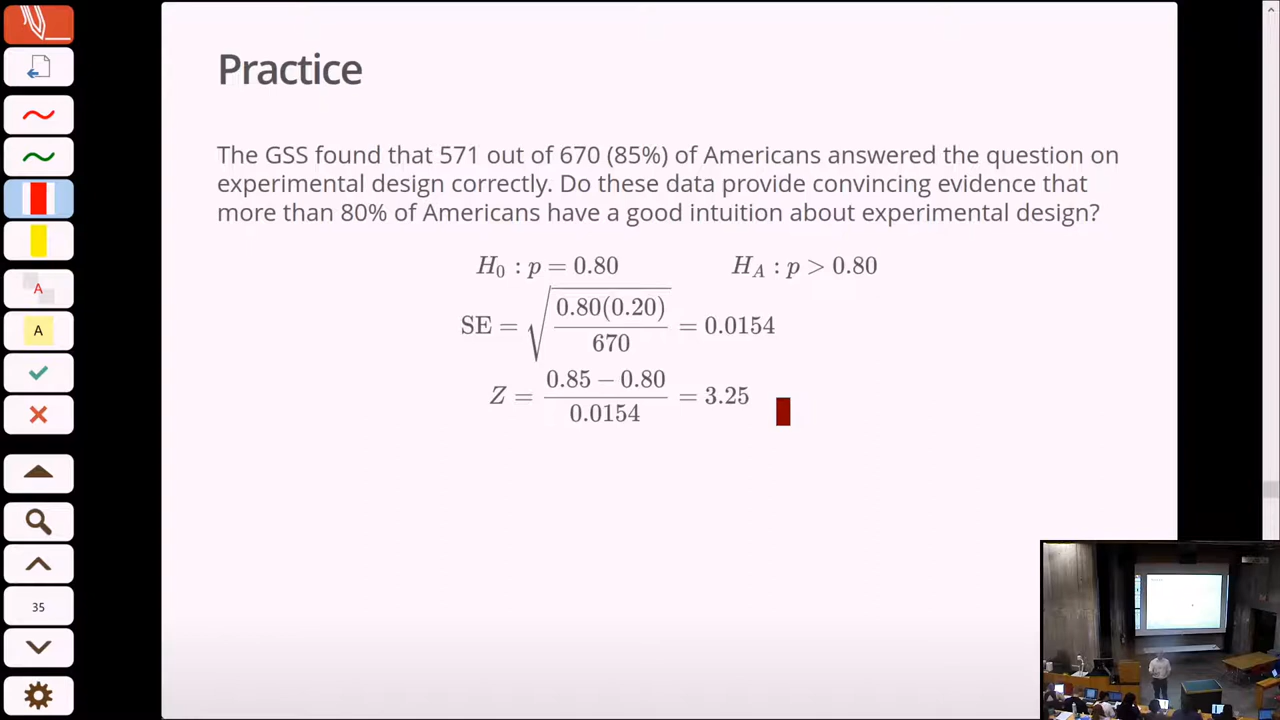 Practice
The GSS found that 571 out of 670 (85%) of Americans answered the question on
experimental design correctly. Do these data provide convincing evidence that
more than 80% of Americans have a good intuition about experimental design?
H₀ : p = 0.80 H_A : p > 0.80
SE = √(0.80(0.20)/670) = 0.0154
Z = (0.85 − 0.80)/0.0154 = 3.25
A
A
35